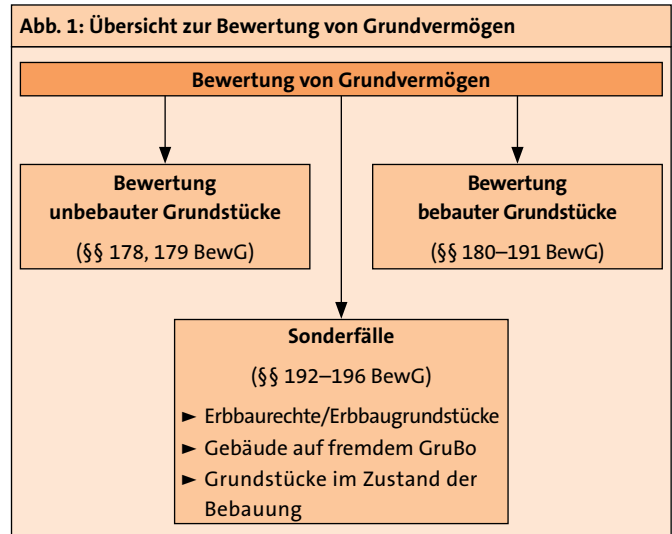 Abb. 1: Übersicht zur Bewertung von Grundvermögen
Bewertung von Grundvermögen
Bewertung
unbebauter Grundstücke
(§§ 178, 179 BewG)
Bewertung
bebauter Grundstücke
(§§ 180–191 BewG)
Sonderfälle
(§§ 192–196 BewG)
► Erbbaurechte/Erbbaugrundstücke
► Gebäude auf fremdem GruBo
► Grundstücke im Zustand der
Bebauung